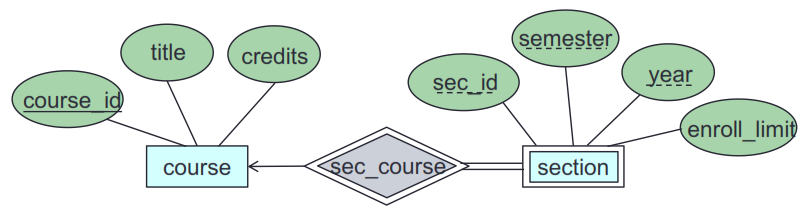 course_id
title
credits
sec_id
semester
year
enroll_limit
course
sec_course
section